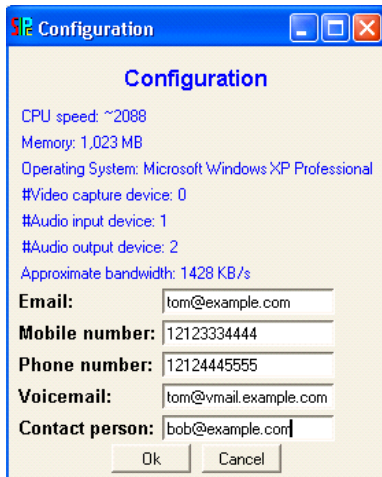 Configuration
Configuration
CPU speed: ~2088
Memory: 1,023 MB
Operating System: Microsoft Windows XP Professional
#Video capture device: 0
#Audio input device: 1
#Audio output device: 2
Approximate bandwidth: 1428 KB/s
Email: tom@example.com
Mobile number: 12123334444
Phone number: 12124445555
Voicemail: tom@vmail.example.com
Contact person: bob@example.com
Ok Cancel